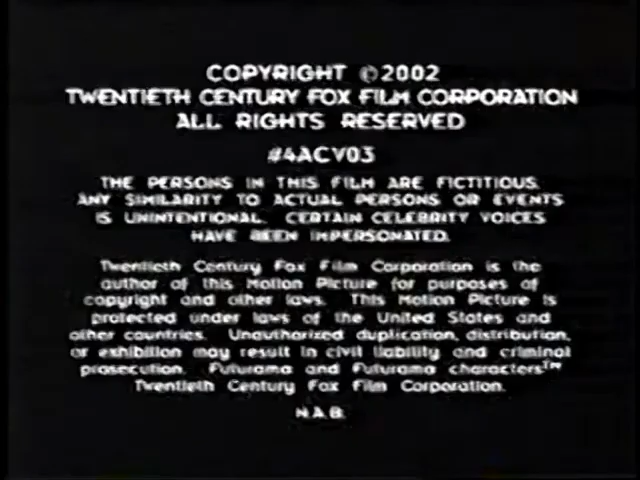 COPYRIGHT ©2002
TWENTIETH CENTURY FOX FILM CORPORATION
ALL RIGHTS RESERVED
#4ACV03
THE PERSONS IN THIS FILM ARE FICTITIOUS.
ANY SIMILARITY TO ACTUAL PERSONS OR EVENTS
IS UNINTENTIONAL. CERTAIN CELEBRITY VOICES
HAVE BEEN IMPERSONATED.
Twentieth Century Fox Film Corporation is the
author of this Motion Picture for purposes of
copyright and other laws. This Motion Picture is
protected under laws of the United States and
other countries. Unauthorized duplication, distribution,
or exhibition may result in civil liability and criminal
prosecution. Futurama and Futurama characters™
Twentieth Century Fox Film Corporation.
N.A.B.